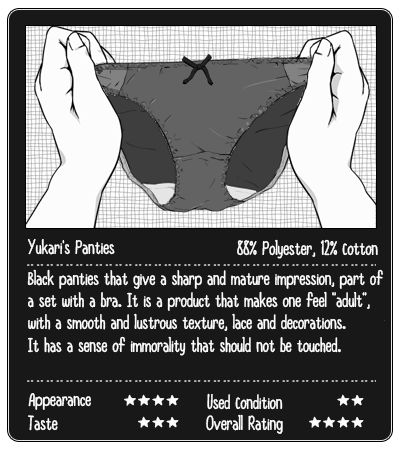 Yukari's Panties 88% Polyester, 12% Cotton
Black panties that give a sharp and mature impression, part of
a set with a bra. It is a product that makes one feel "adult",
with a smooth and lustrous texture, lace and decorations.
It has a sense of immorality that should not be touched.
Appearance ★★★★ Used Condition ★★
Taste ★★★ Overall Rating ★★★★